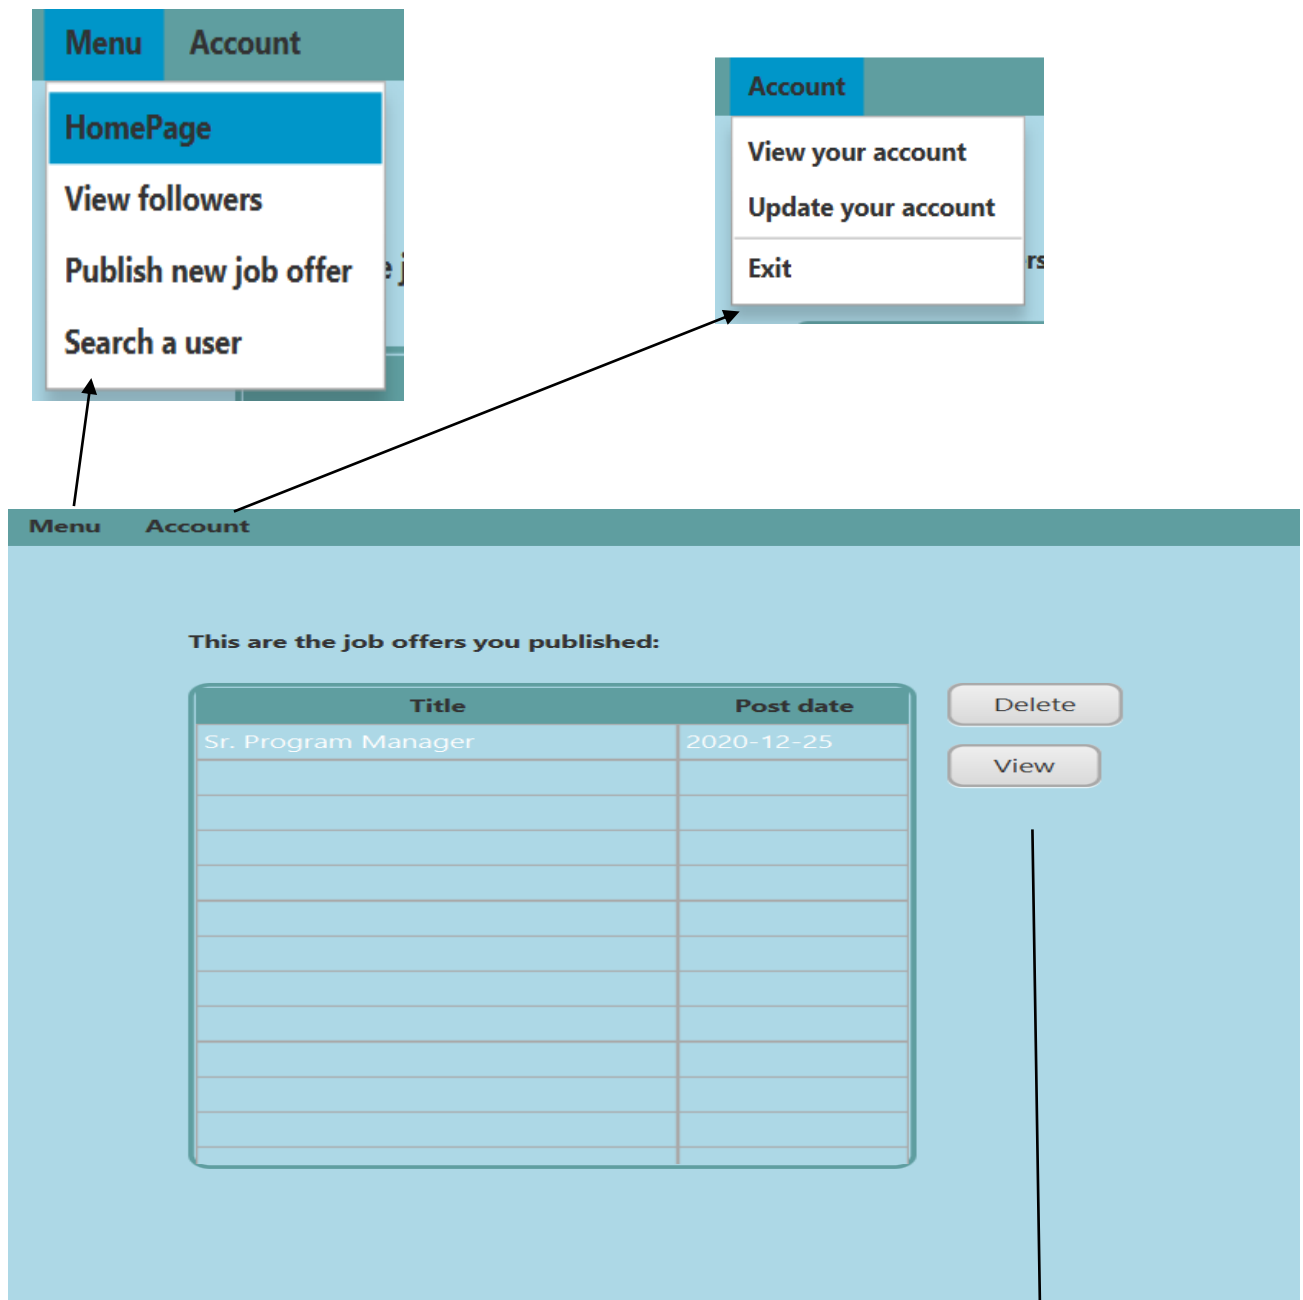 Menu Account
HomePage
View followers
Publish new job offer
Search a user
Account
View your account
Update your account
Exit
rs
Menu Account
This are the job offers you published:
Title Post date
Sr. Program Manager 2020-12-25
Delete
View